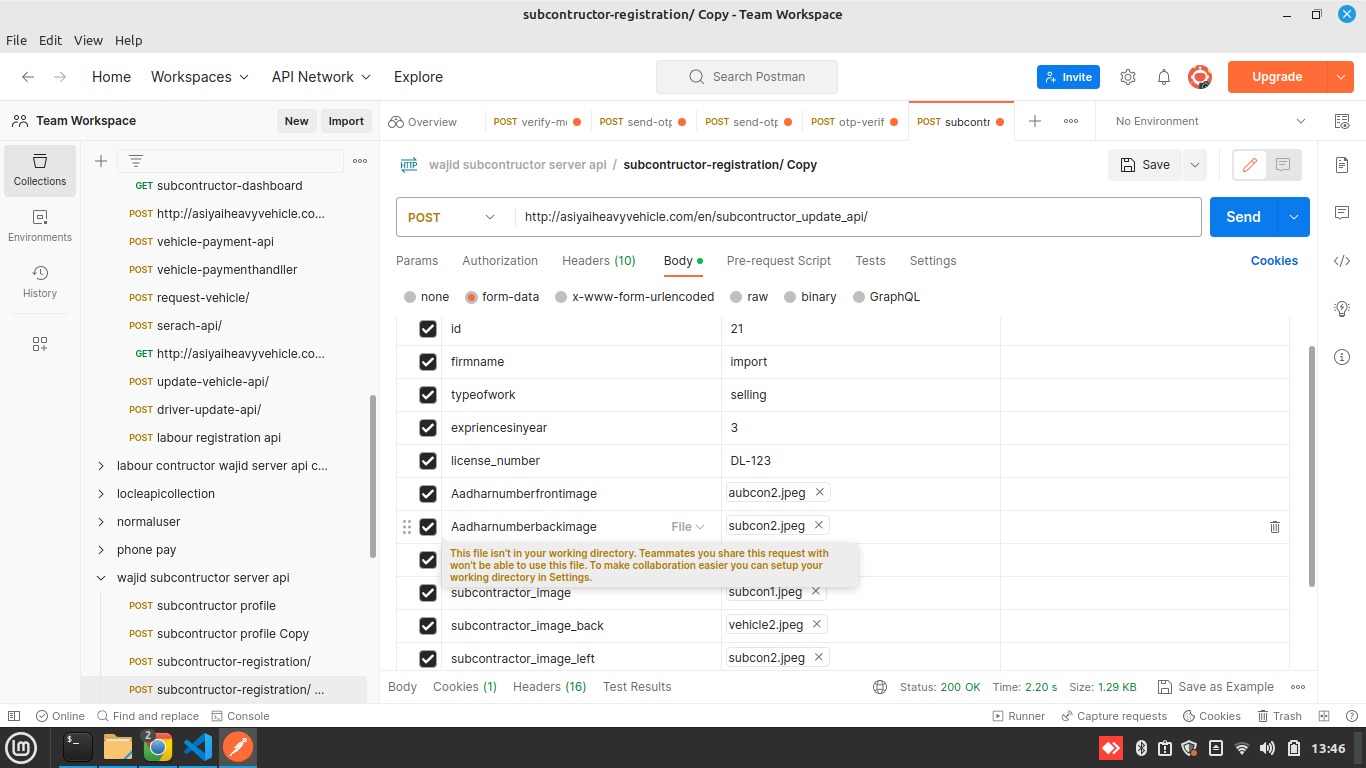 subcontructor-registration/ Copy - Team Workspace
File Edit View Help
Home Workspaces API Network Explore
Search Postman
Invite
Upgrade
Team Workspace
New Import
Overview
POST verify-m
POST send-otp
POST send-otp
POST otp-verif
POST subcontr
No Environment
Collections
Environments
History
GET subcontructor-dashboard
POST http://asiyaiheavyvehicle.co...
POST vehicle-payment-api
POST vehicle-paymenthandller
POST request-vehicle/
POST serach-api/
GET http://asiyaiheavyvehicle.co...
POST update-vehicle-api/
POST driver-update-api/
POST labour registration api
labour contructor wajid server api c...
locleapicollection
normaluser
phone pay
wajid subcontructor server api
POST subcontructor profile
POST subcontructor profile Copy
POST subcontructor-registration/
POST subcontructor-registration/ ...
HTTP wajid subcontructor server api / subcontructor-registration/ Copy
Save
POST http://asiyaiheavyvehicle.com/en/subcontructor_update_api/
Send
Params Authorization Headers (10) Body Pre-request Script Tests Settings
Cookies
none form-data x-www-form-urlencoded raw binary GraphQL
id 21
firmname import
typeofwork selling
expriencesinyear 3
license_number DL-123
Aadharnumberfrontimage aubcon2.jpeg
Aadharnumberbackimage File subcon2.jpeg
This file isn't in your working directory. Teammates you share this request with
won't be able to use this file. To make collaboration easier you can setup your
working directory in Settings.
subcontractor_image subcon1.jpeg
subcontractor_image_back vehicle2.jpeg
subcontractor_image_left subcon2.jpeg
Body Cookies (1) Headers (16) Test Results
Status: 200 OK Time: 2.20 s Size: 1.29 KB
Save as Example
Online Find and replace Console
Runner Capture requests Cookies Trash
2
13:46